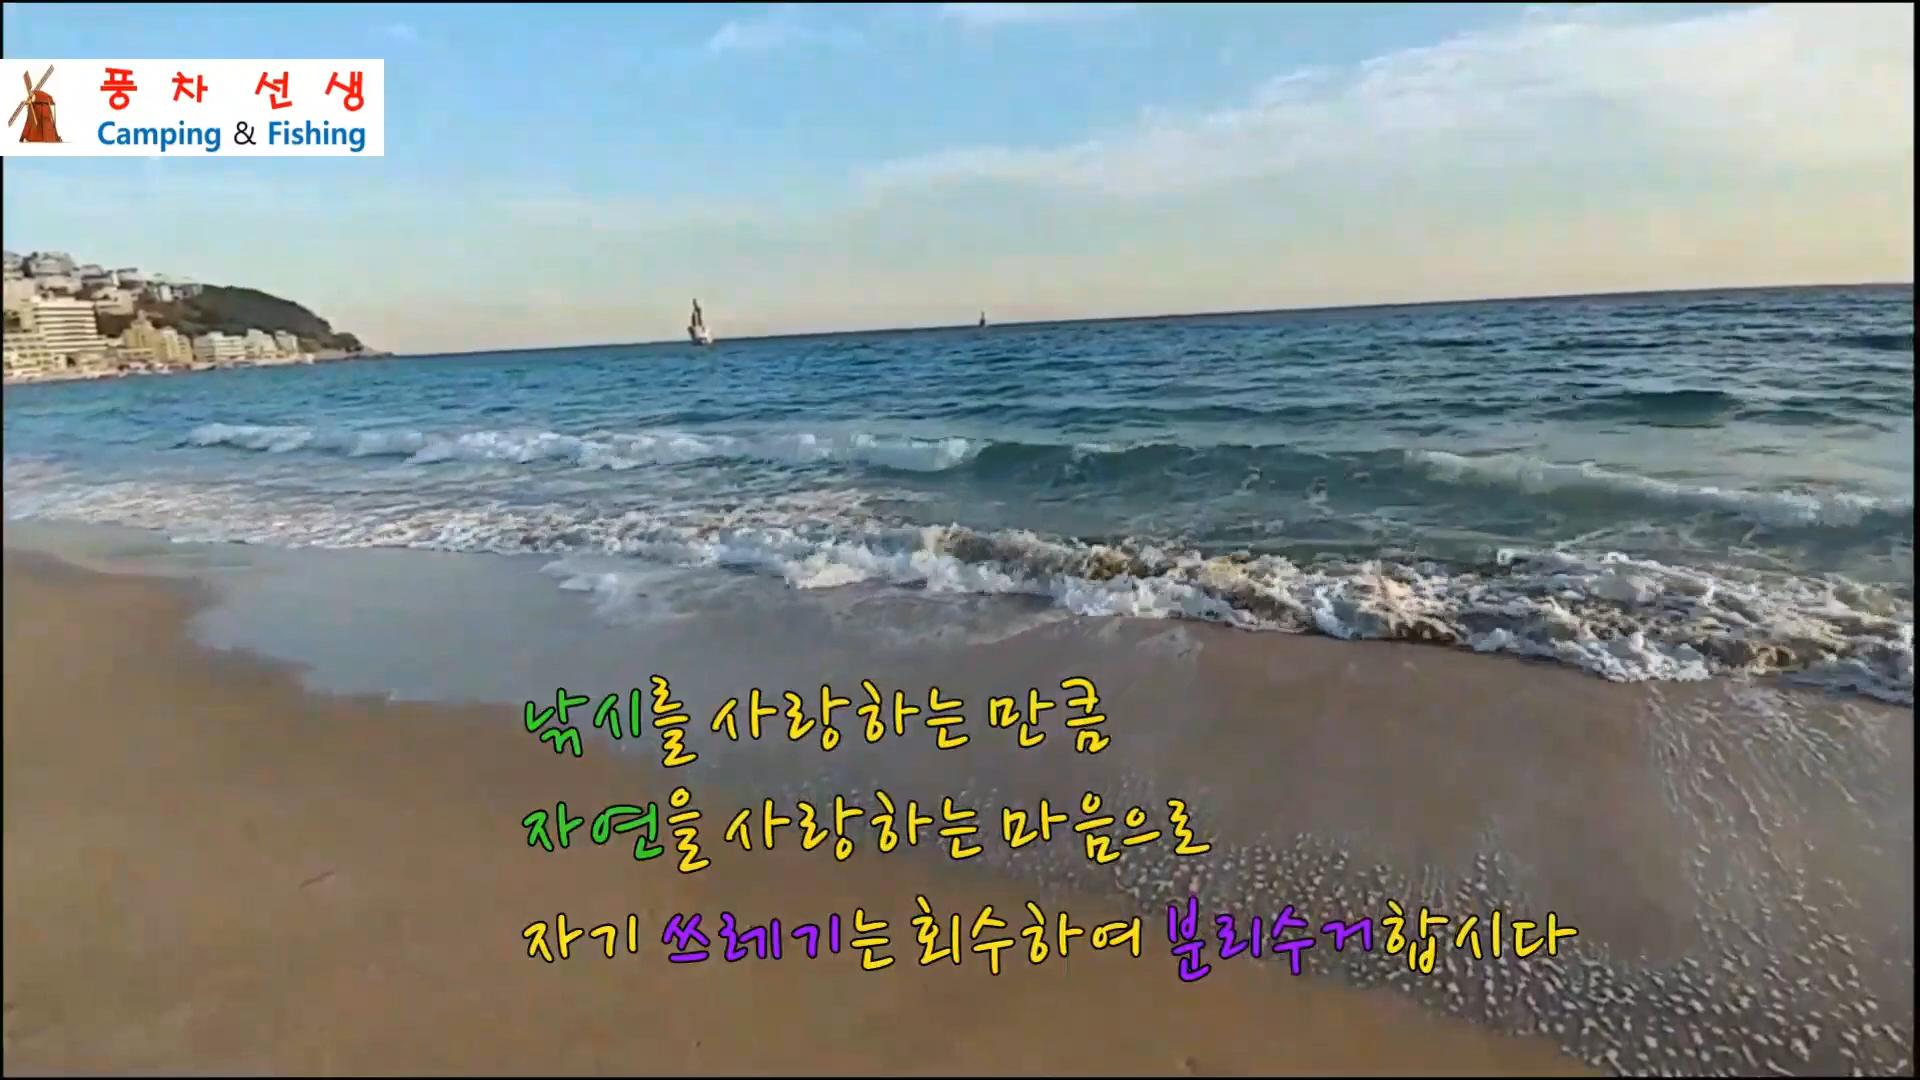 풍차 선생
Camping & Fishing
낚시를 사랑하는 만큼
자연을 사랑하는 마음으로
자기 쓰레기는 회수하여 분리수거합시다